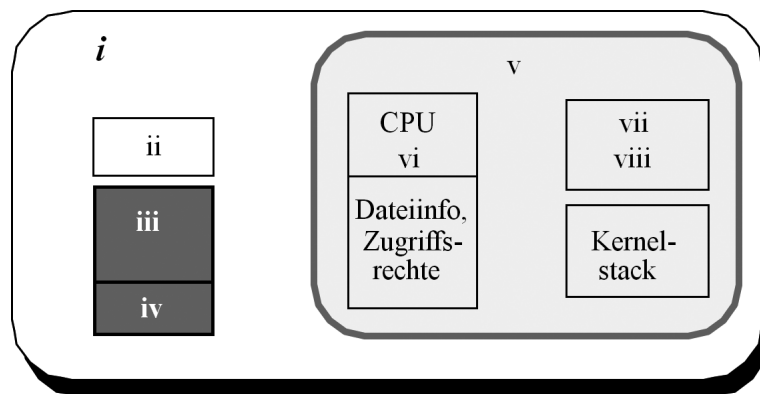 i
ii
iii
iv
v
CPU
vi
Dateiinfo,
Zugriffs-
rechte
vii
viii
Kernel-
stack